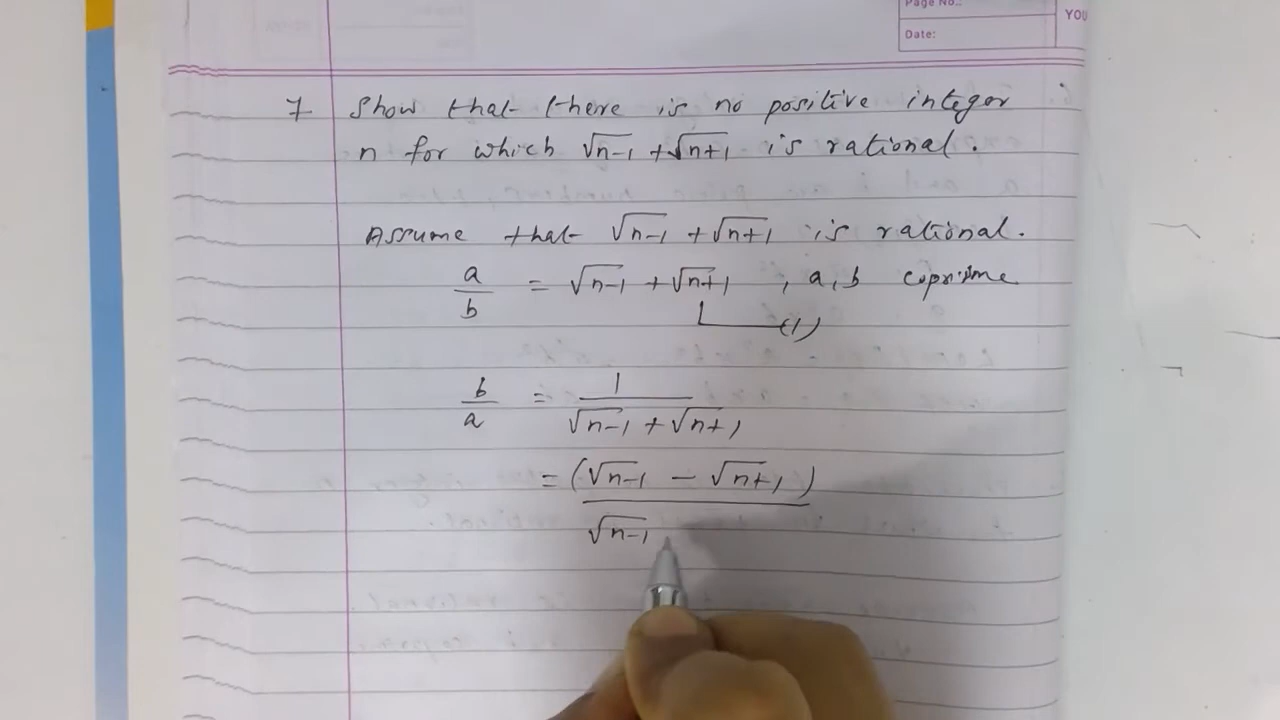 Page No.:
Date:
YOU
7 Show that there is no positive integer
n for which √n-1 + √n+1 is rational.
Assume that √n-1 + √n+1 is rational.
a/b = √n-1 + √n+1 , a, b coprime
(1)
b/a = 1/(√n-1 + √n+1)
= (√n-1 - √n+1)
√n-1